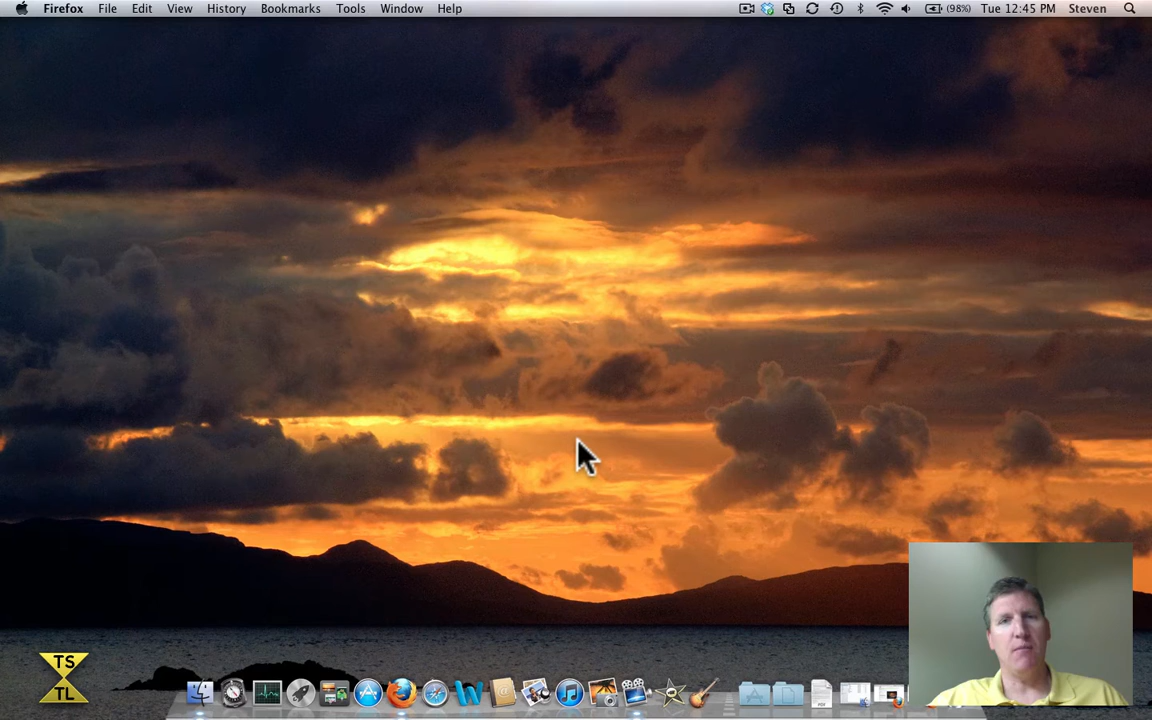 Firefox File Edit View History Bookmarks Tools Window Help (98%) Tue 12:45 PM Steven
TS
TL